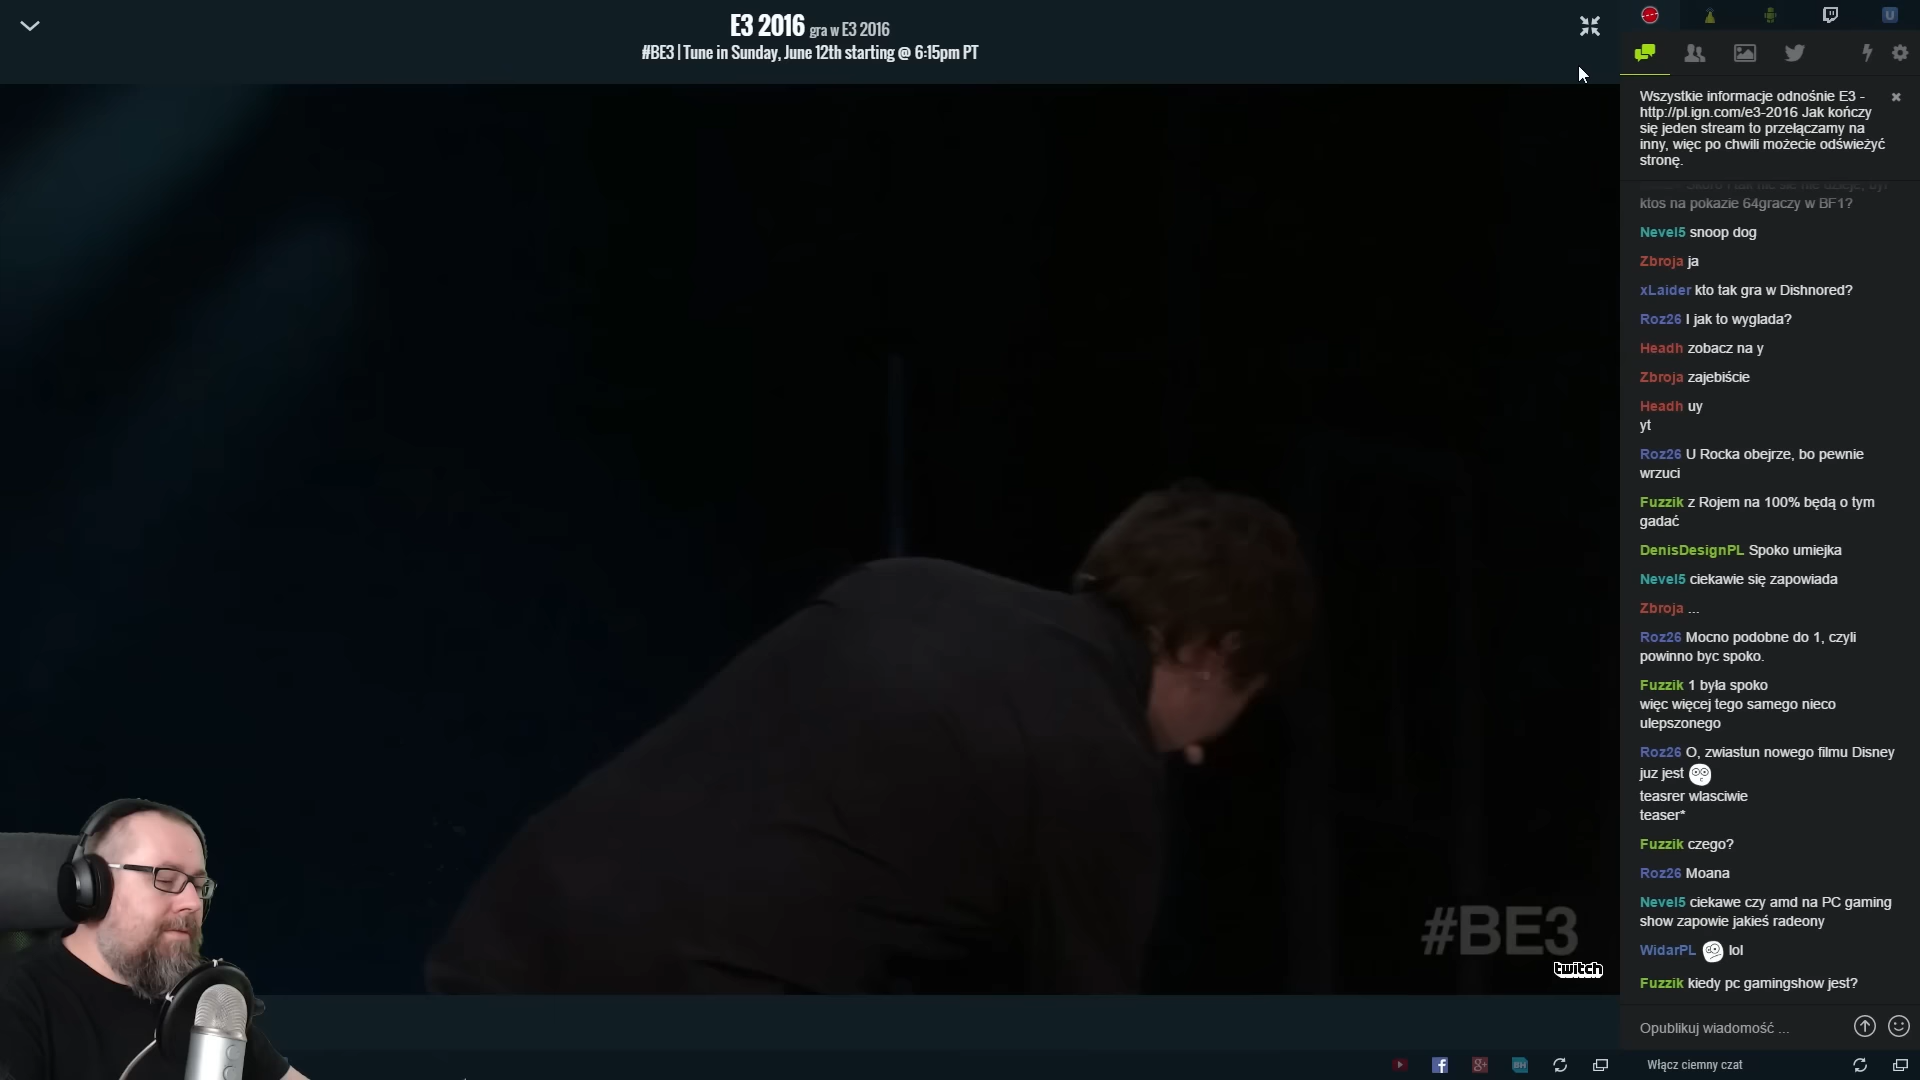 E3 2016 gra w E3 2016
#BE3 | Tune in Sunday, June 12th starting @ 6:15pm PT
Wszystkie informacje odnośnie E3 -
http://pl.ign.com/e3-2016 Jak kończy
się jeden stream to przełączamy na
inny, więc po chwili możecie odświeżyć
stronę.
ktos na pokazie 64graczy w BF1?
Nevel5 snoop dog
Zbroja ja
xLaider kto tak gra w Dishnored?
Roz26 I jak to wyglada?
Headh zobacz na y
Zbroja zajebiście
Headh uy
yt
Roz26 U Rocka obejrze, bo pewnie
wrzuci
Fuzzik z Rojem na 100% będą o tym
gadać
DenisDesignPL Spoko umiejka
Nevel5 ciekawie się zapowiada
Zbroja ...
Roz26 Mocno podobne do 1, czyli
powinno byc spoko.
Fuzzik 1 była spoko
więc więcej tego samego nieco
ulepszonego
Roz26 O, zwiastun nowego filmu Disney
juz jest
teasrer wlasciwie
teaser*
Fuzzik czego?
Roz26 Moana
Nevel5 ciekawe czy amd na PC gaming
show zapowie jakieś radeony
WidarPL lol
Fuzzik kiedy pc gamingshow jest?
#BE3
twitch
Opublikuj wiadomość ...
Włącz ciemny czat